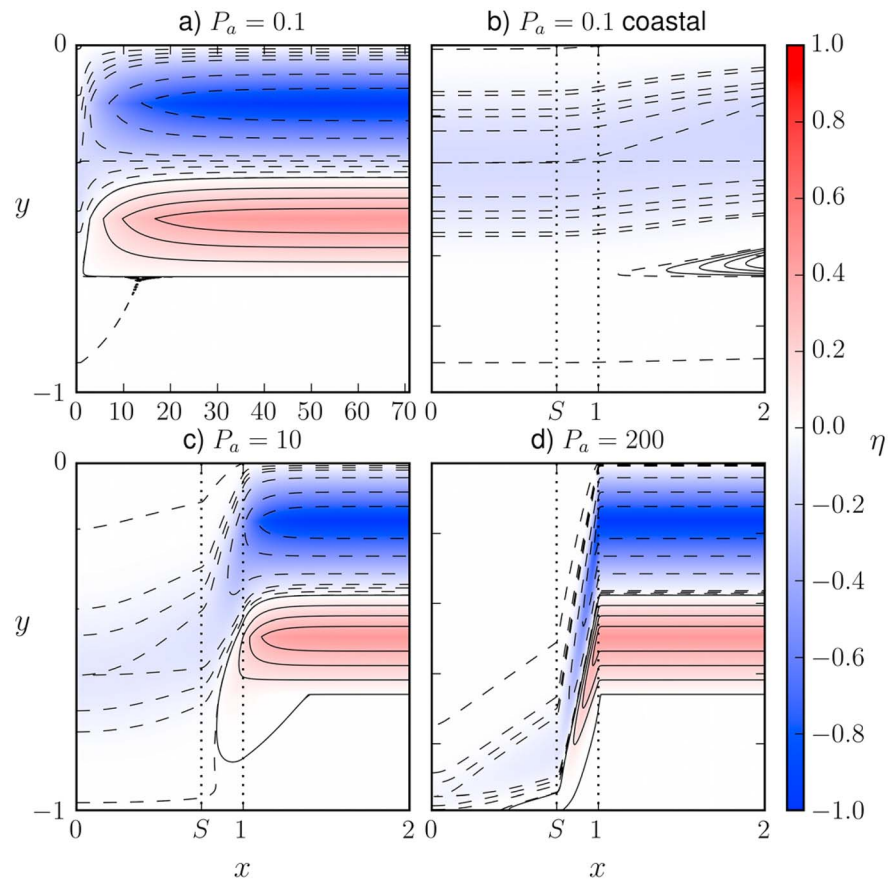 a) P_a = 0.1
b) P_a = 0.1 coastal
0
y
−1
0 10 20 30 40 50 60 70
0 S 1 2
c) P_a = 10
d) P_a = 200
0
y
−1
0 S 1 2
x
0 S 1 2
x
1.0
0.8
0.6
0.4
0.2
0.0
−0.2
−0.4
−0.6
−0.8
−1.0
η